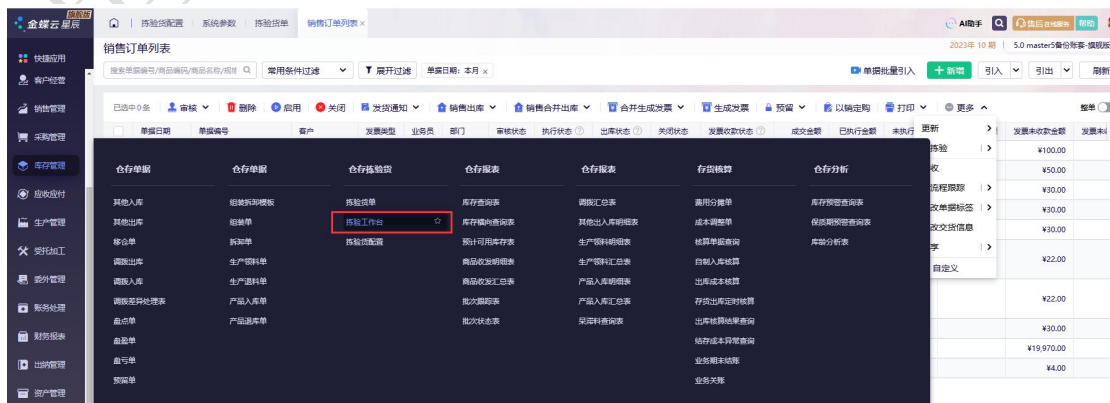 金蝶云星辰 旗舰版
拣验货配置 系统参数 拣验货单 销售订单列表 ×
AI助手 售后在线服务 帮助
销售订单列表
2023年 10 期 5.0 master5备份账套-旗舰版
搜索单据编号/商品编码/商品名称/规格 常用条件过滤 展开过滤 单据日期: 本月 ×
单据批量引入 新增 引入 引出 刷新
已选中0条 审核 删除 启用 关闭 发货通知 销售出库 销售合并出库 合并生成发票 生成发票 预留 以销定购 打印 更多 整单
单据日期 单据编号 客户 发票类型 业务员 部门 审核状态 执行状态 出库状态 关闭状态 发票收款状态 成交金额 已执行金额 未执行 发票未收款金额
快捷应用
客户经营
销售管理
采购管理
库存管理
应收应付
生产管理
受托加工
委外管理
账务处理
财务报表
出纳管理
资产管理
仓存单据
其他入库
其他出库
移仓单
调拨出库
调拨入库
调拨差异处理表
盘点单
盘盈单
盘亏单
预留单
仓存单据
组装拆卸模板
组装单
拆卸单
生产领料单
生产退料单
产品入库单
产品退库单
仓存拣验货
拣验货单
拣验工作台
拣验货配置
仓存报表
库存查询表
库存横向查询表
预计可用库存表
商品收发明细表
商品收发汇总表
批次跟踪表
批次状态表
仓存报表
调拨汇总表
其他出入库明细表
生产领料明细表
生产领料汇总表
产品入库明细表
产品入库汇总表
呆滞料查询表
存货核算
费用分摊单
成本调整单
核算单据查询
自制入库核算
出库成本核算
存货出库定时核算
出库核算结果查询
结存成本异常查询
业务期末结账
业务关账
仓存分析
库存预警查询表
保质期预警查询表
库龄分析表
更新
拣验
收
流程跟踪
改单据标签
改交货信息
享
自定义
¥100.00
¥50.00
¥30.00
¥30.00
¥30.00
¥22.00
¥22.00
¥30.00
¥19,970.00
¥4.00